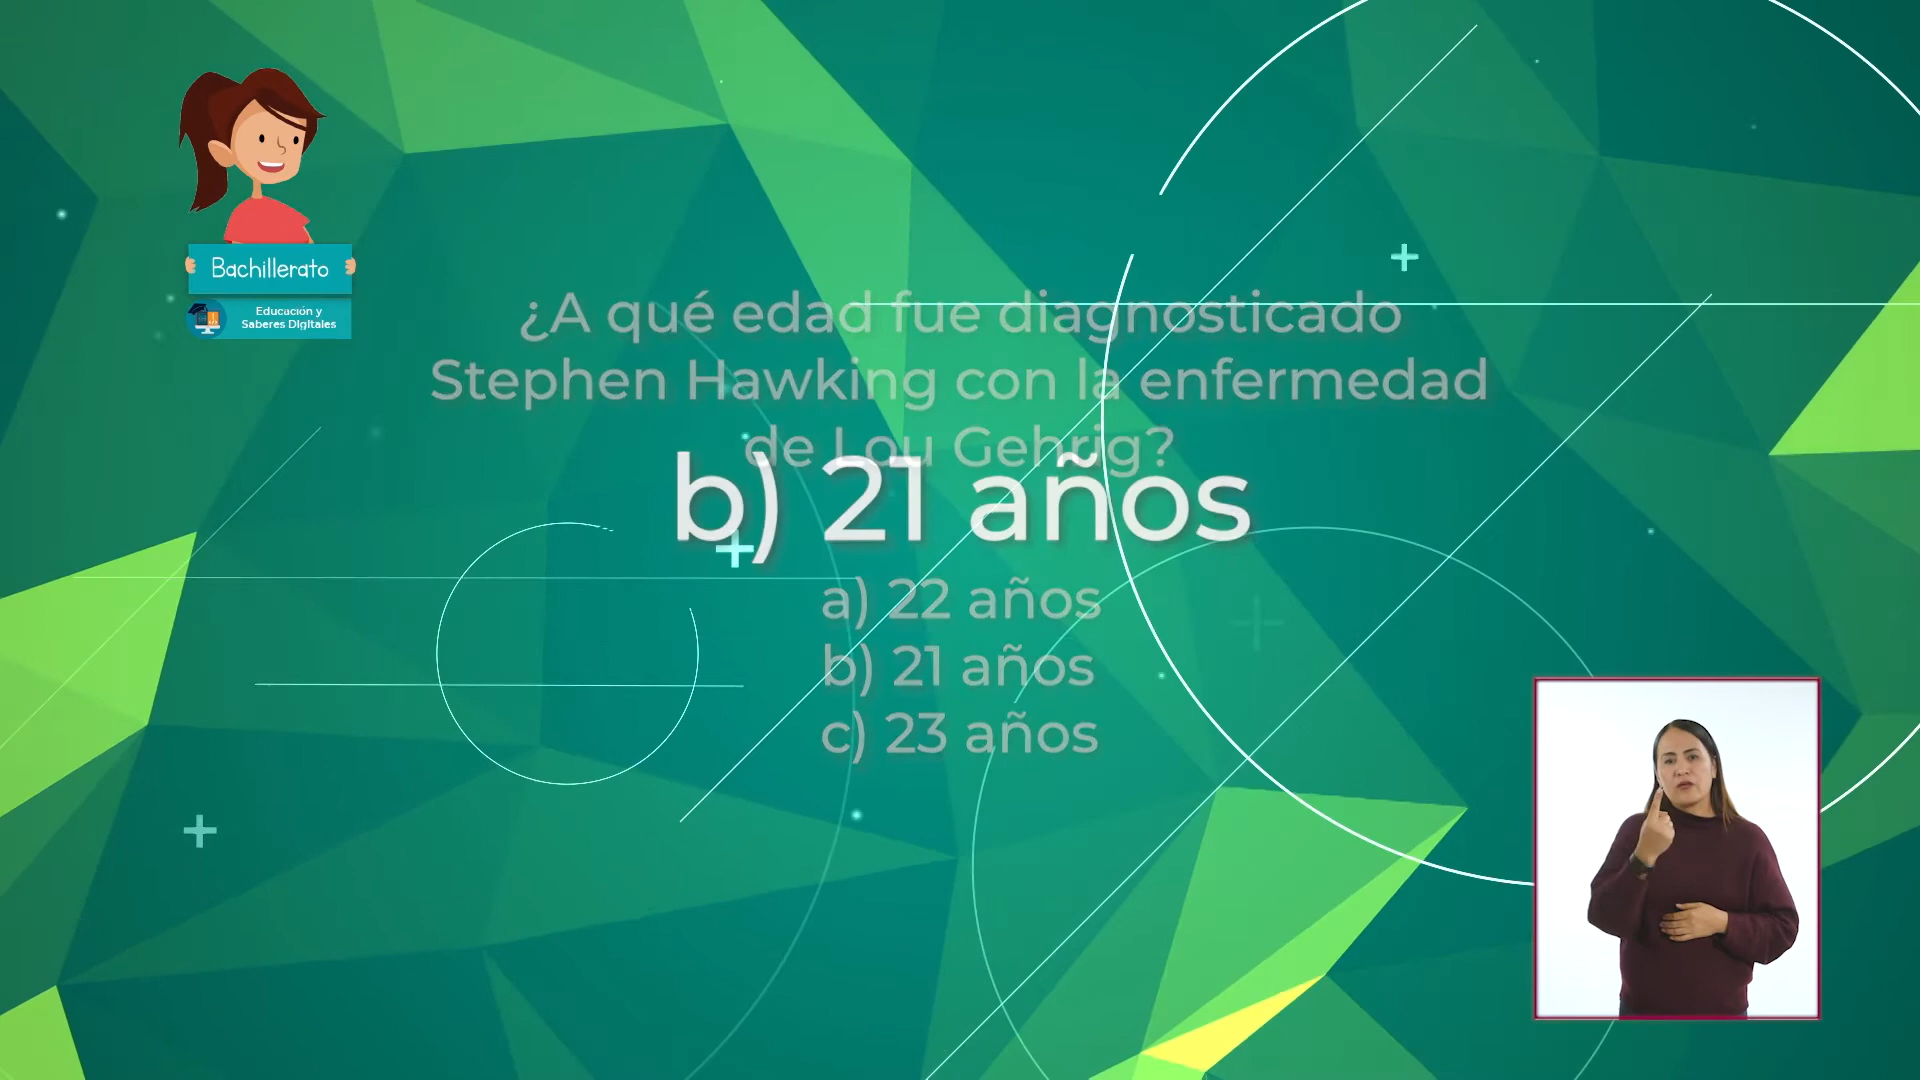 Bachillerato
Educación y
Saberes Digitales
¿A qué edad fue diagnosticado
Stephen Hawking con la enfermedad
de Lou Gehrig?
b) 21 años
a) 22 años
b) 21 años
c) 23 años